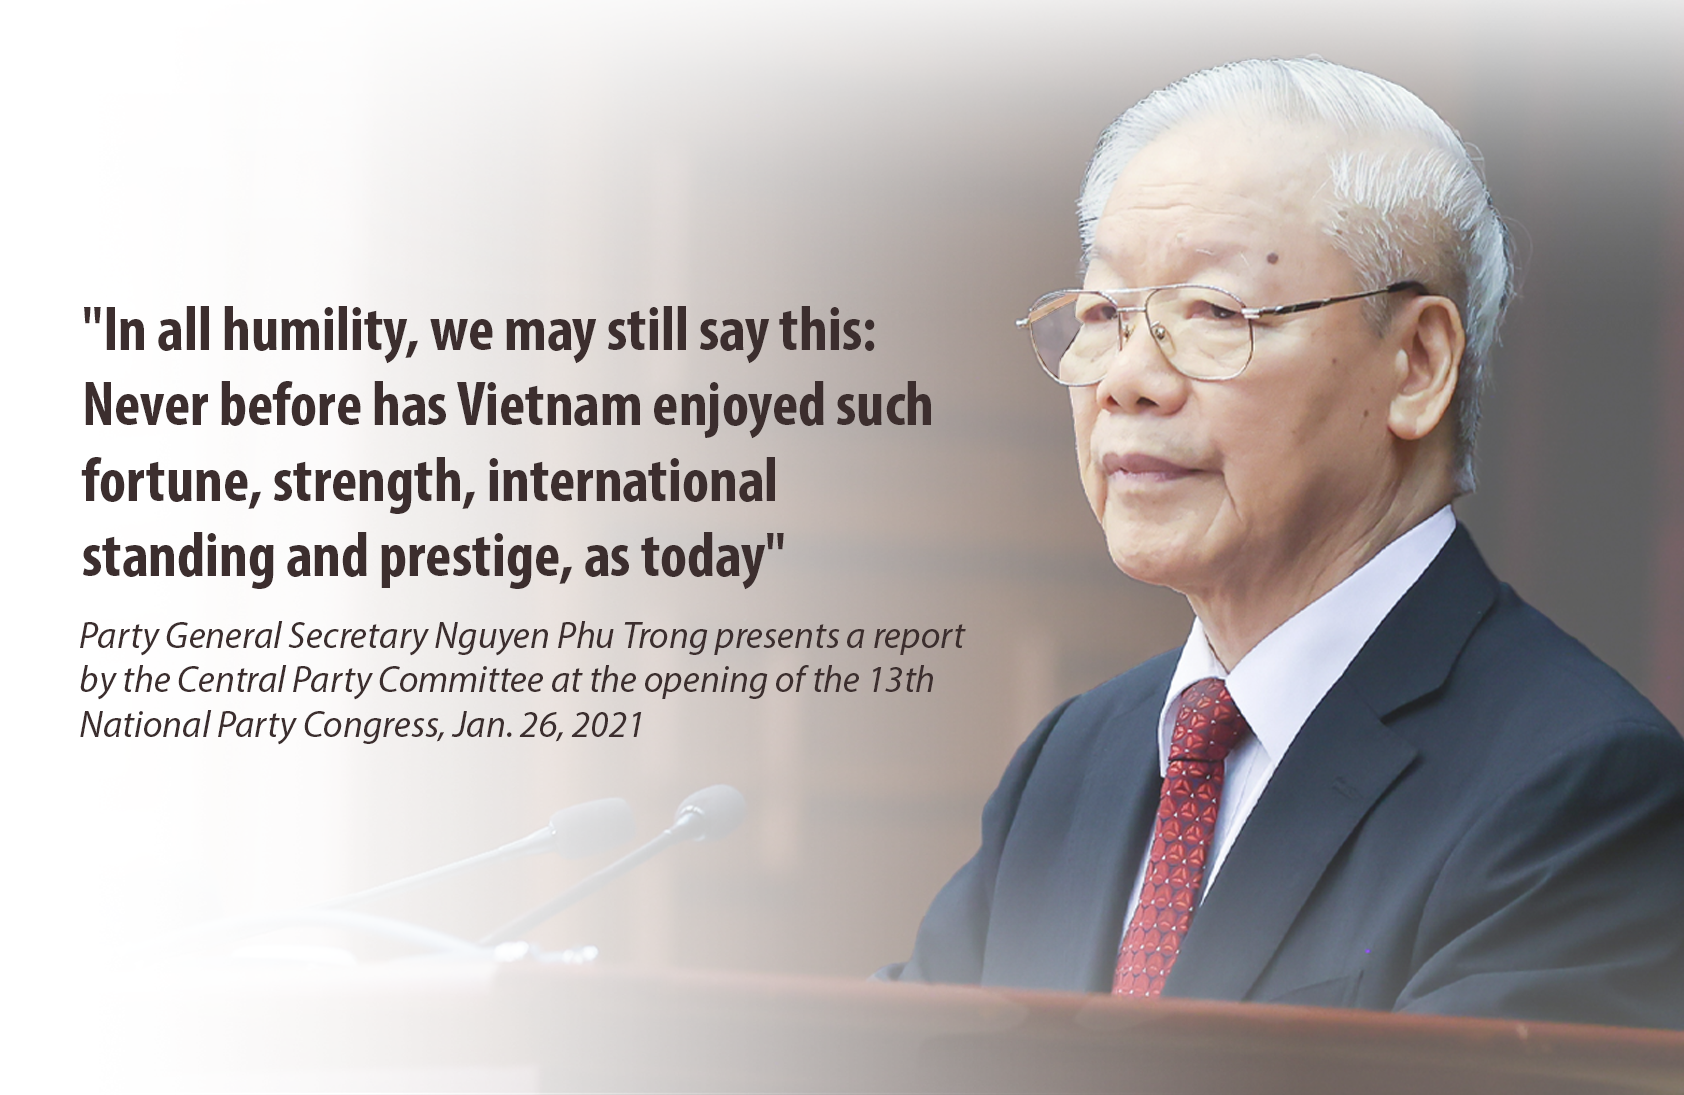 "In all humility, we may still say this:
Never before has Vietnam enjoyed such
fortune, strength, international
standing and prestige, as today"
Party General Secretary Nguyen Phu Trong presents a report
by the Central Party Committee at the opening of the 13th
National Party Congress, Jan. 26, 2021